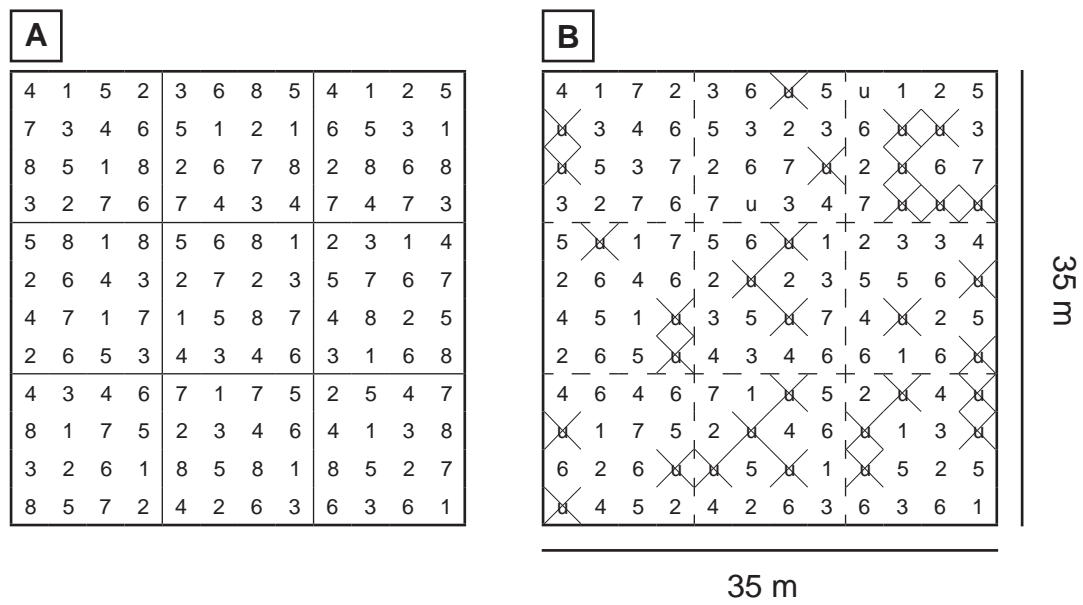 A
4 1 5 2 3 6 8 5 4 1 2 5
7 3 4 6 5 1 2 1 6 5 3 1
8 5 1 8 2 6 7 8 2 8 6 8
3 2 7 6 7 4 3 4 7 4 7 3
5 8 1 8 5 6 8 1 2 3 1 4
2 6 4 3 2 7 2 3 5 7 6 7
4 7 1 7 1 5 8 7 4 8 2 5
2 6 5 3 4 3 4 6 3 1 6 8
4 3 4 6 7 1 7 5 2 5 4 7
8 1 7 5 2 3 4 6 4 1 3 8
3 2 6 1 8 5 8 1 8 5 2 7
8 5 7 2 4 2 6 3 6 3 6 1
B
4 1 7 2 3 6 u 5 u 1 2 5
u 3 4 6 5 3 2 3 6 u u 3
u 5 3 7 2 6 7 u 2 u 6 7
3 2 7 6 7 u 3 4 7 u u u
5 u 1 7 5 6 u 1 2 3 3 4
2 6 4 6 2 u 2 3 5 5 6 u
4 5 1 u 3 5 u 7 4 u 2 5
2 6 5 u 4 3 4 6 6 1 6 u
4 6 4 6 7 1 u 5 2 u 4 u
u 1 7 5 2 u 4 6 u 1 3 u
6 2 6 u u 5 u 1 u 5 2 5
u 4 5 2 4 2 6 3 6 3 6 1
35 m
35 m